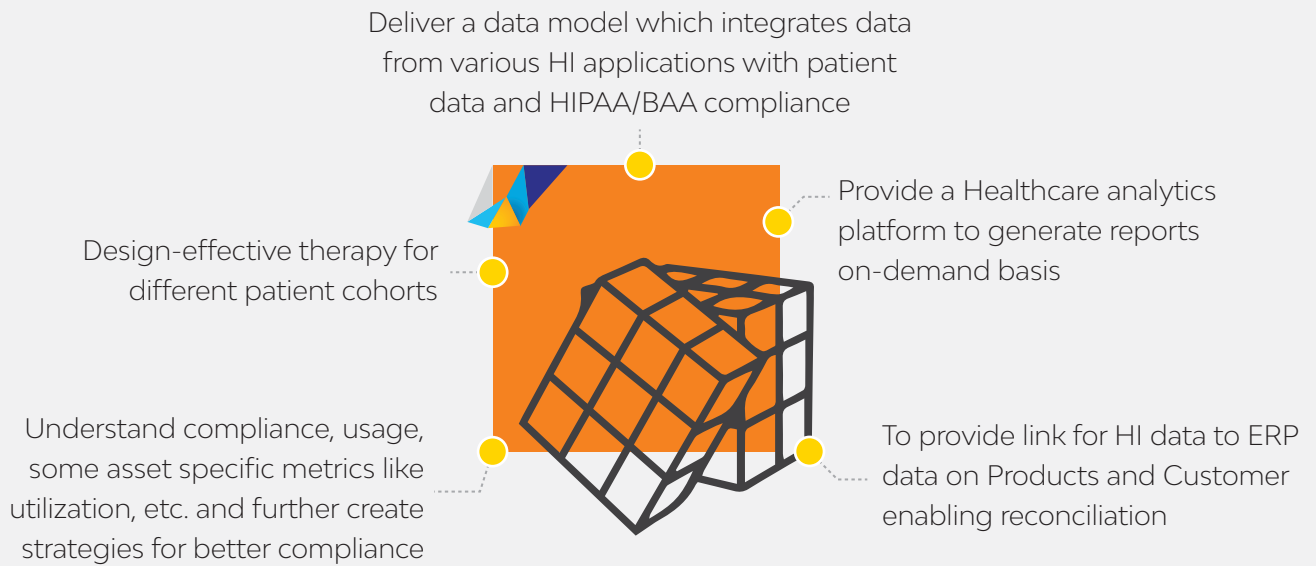 Deliver a data model which integrates data
from various HI applications with patient
data and HIPAA/BAA compliance
Provide a Healthcare analytics
platform to generate reports
on-demand basis
Design-effective therapy for
different patient cohorts
Understand compliance, usage,
some asset specific metrics like
utilization, etc. and further create
strategies for better compliance
To provide link for HI data to ERP
data on Products and Customer
enabling reconciliation